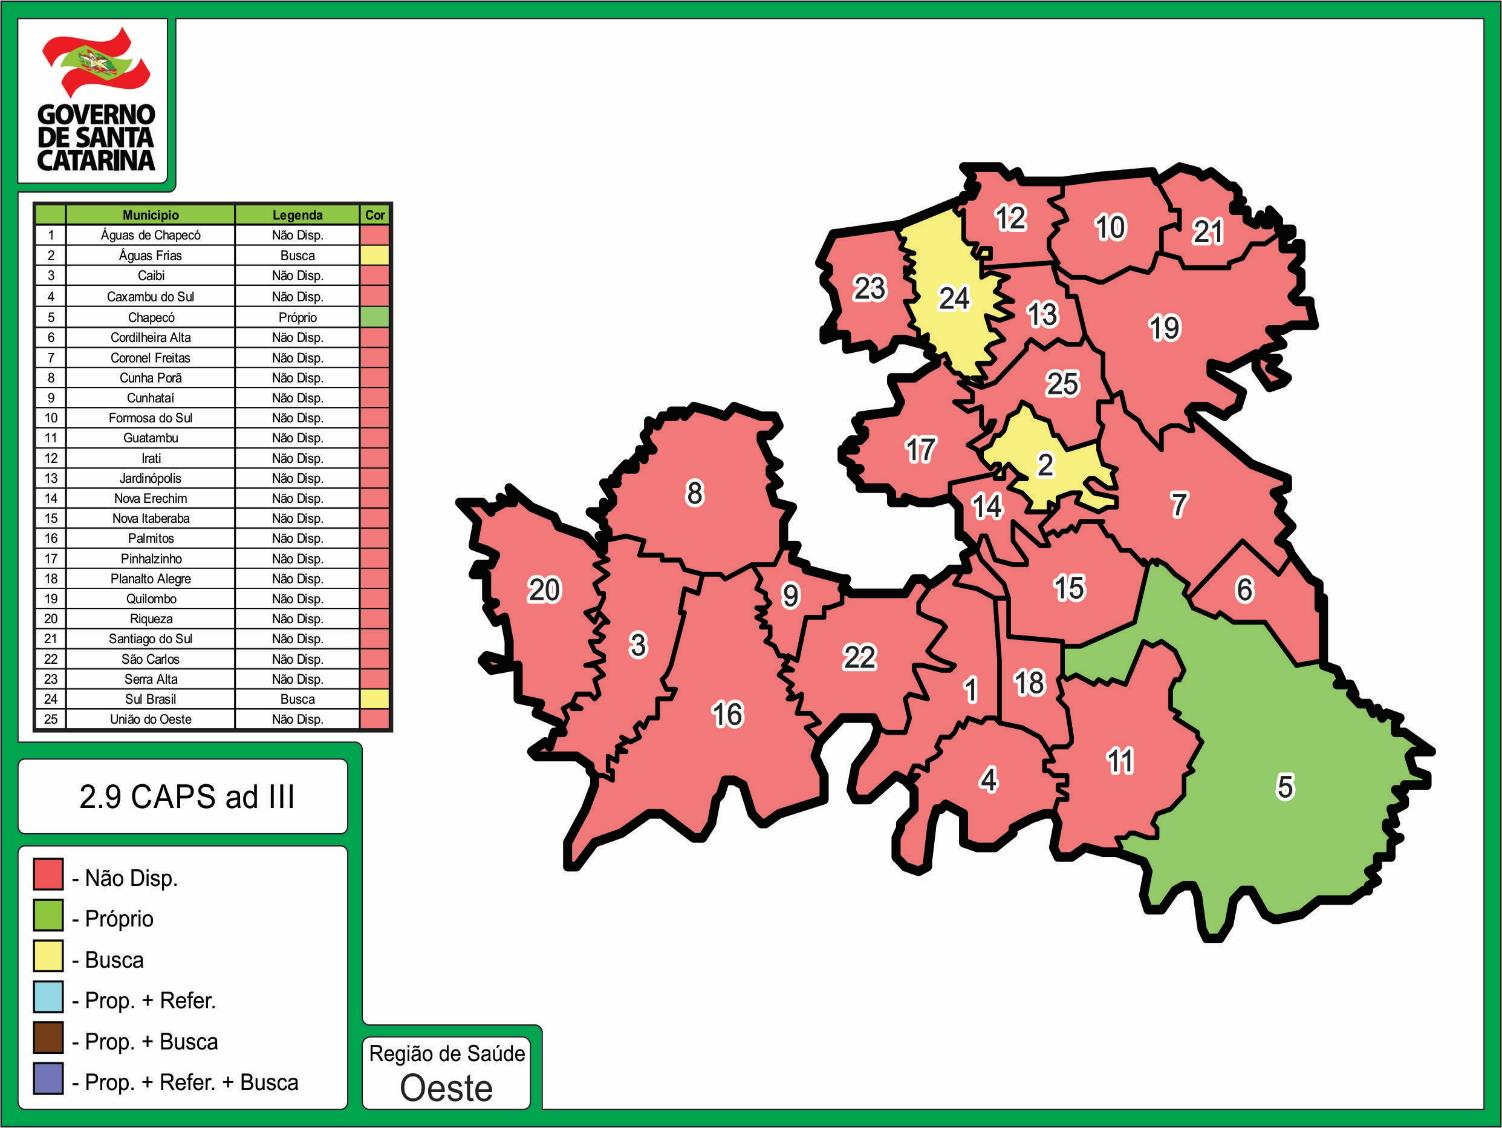 GOVERNO
DE SANTA
CATARINA
Município Legenda Cor
1 Águas de Chapecó Não Disp.
2 Águas Frias Busca
3 Caibi Não Disp.
4 Caxambu do Sul Não Disp.
5 Chapecó Próprio
6 Cordilheira Alta Não Disp.
7 Coronel Freitas Não Disp.
8 Cunha Porã Não Disp.
9 Cunhataí Não Disp.
10 Formosa do Sul Não Disp.
11 Guatambu Não Disp.
12 Irati Não Disp.
13 Jardinópolis Não Disp.
14 Nova Erechim Não Disp.
15 Nova Itaberaba Não Disp.
16 Palmitos Não Disp.
17 Pinhalzinho Não Disp.
18 Planalto Alegre Não Disp.
19 Quilombo Não Disp.
20 Riqueza Não Disp.
21 Santiago do Sul Não Disp.
22 São Carlos Não Disp.
23 Serra Alta Não Disp.
24 Sul Brasil Busca
25 União do Oeste Não Disp.
2.9 CAPS ad III
- Não Disp.
- Próprio
- Busca
- Prop. + Refer.
- Prop. + Busca
- Prop. + Refer. + Busca
Região de Saúde
Oeste
12
10
21
23
24
13
19
25
17
2
8
14
7
20
9
15
6
3
22
1
18
16
11
4
5